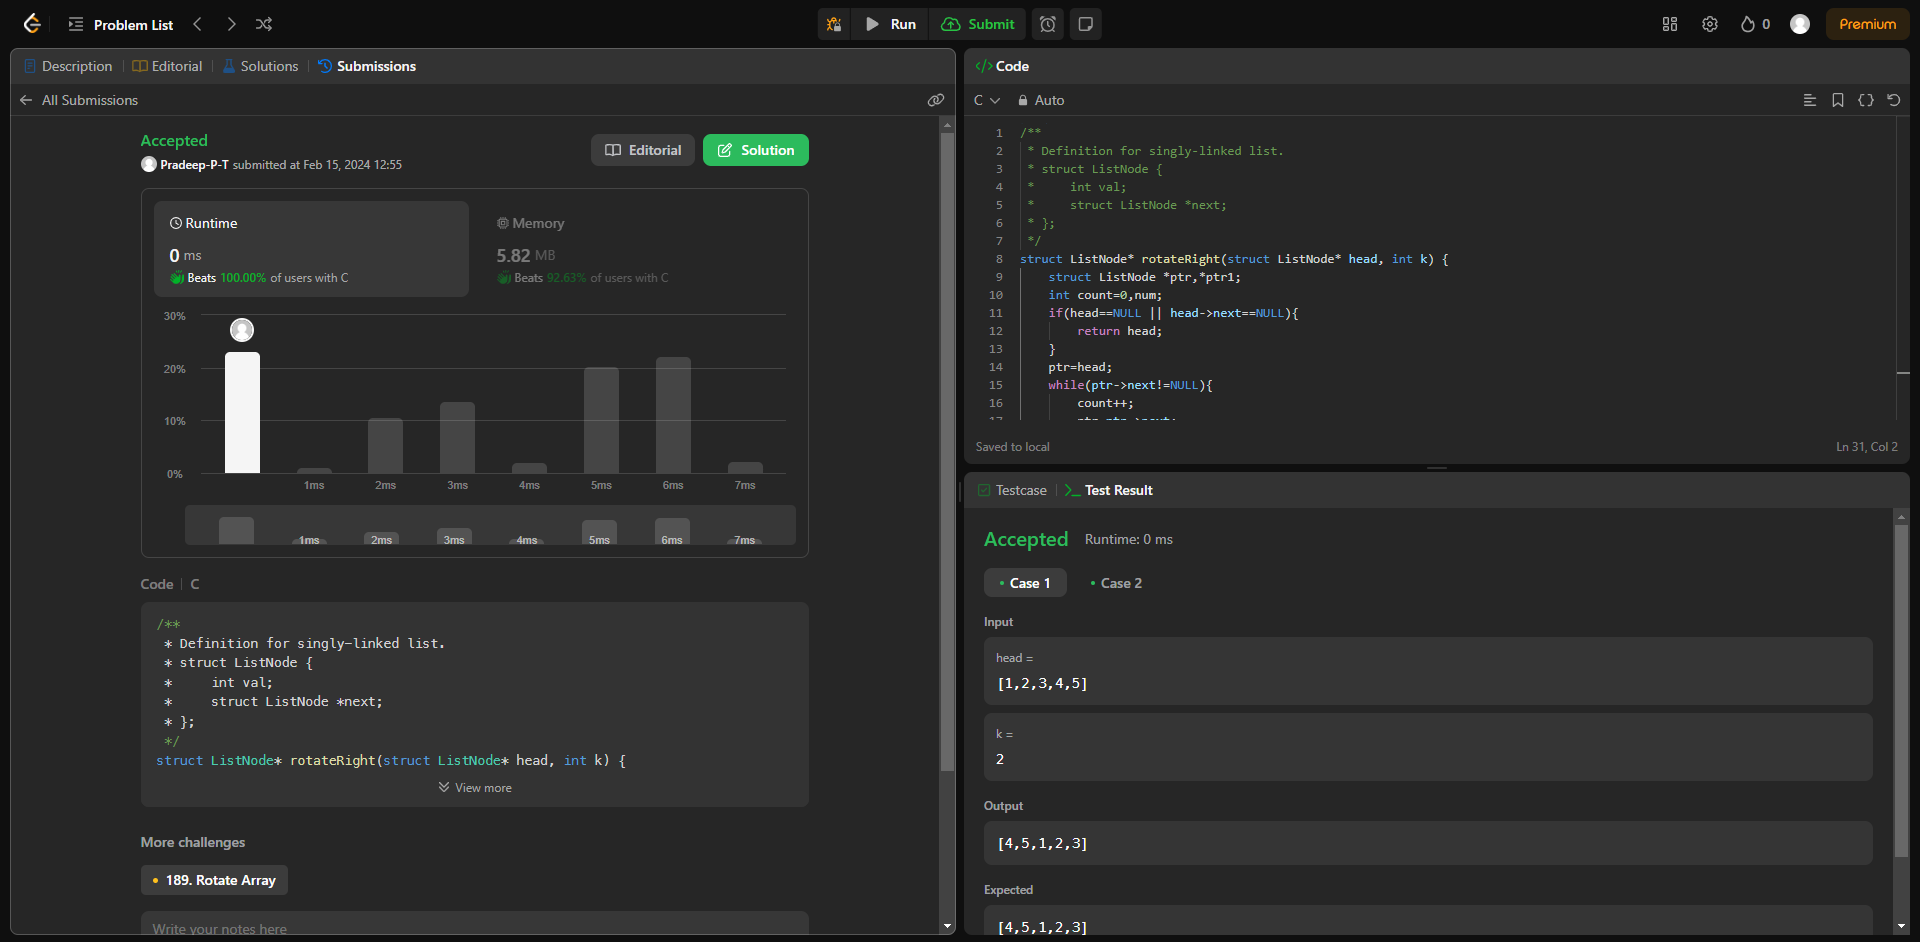 Problem List
Run
Submit
0
Premium
Description
Editorial
Solutions
Submissions
All Submissions
Accepted
Pradeep-P-T submitted at Feb 15, 2024 12:55
Editorial
Solution
Runtime
0 ms
Beats 100.00% of users with C
Memory
5.82 MB
Beats 92.63% of users with C
30%
20%
10%
0%
1ms 2ms 3ms 4ms 5ms 6ms 7ms
1ms 2ms 3ms 4ms 5ms 6ms 7ms
Code | C
/**
 * Definition for singly-linked list.
 * struct ListNode {
 *     int val;
 *     struct ListNode *next;
 * };
 */
struct ListNode* rotateRight(struct ListNode* head, int k) {
View more
More challenges
189. Rotate Array
Write your notes here
</> Code
C
Auto
1 /**
2  * Definition for singly-linked list.
3  * struct ListNode {
4  *     int val;
5  *     struct ListNode *next;
6  * };
7  */
8 struct ListNode* rotateRight(struct ListNode* head, int k) {
9     struct ListNode *ptr,*ptr1;
10     int count=0,num;
11     if(head==NULL || head->next==NULL){
12         return head;
13     }
14     ptr=head;
15     while(ptr->next!=NULL){
16         count++;
17         ptr=ptr->next;
Saved to local
Ln 31, Col 2
Testcase
Test Result
Accepted
Runtime: 0 ms
Case 1
Case 2
Input
head =
[1,2,3,4,5]
k =
2
Output
[4,5,1,2,3]
Expected
[4,5,1,2,3]